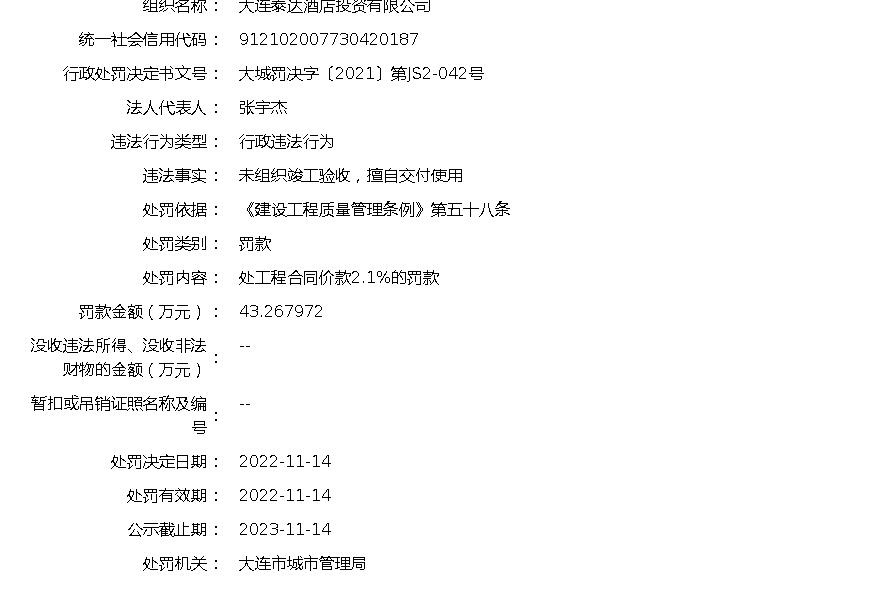 组织名称： 大连泰达酒店投资有限公司
统一社会信用代码： 912102007730420187
行政处罚决定书文号： 大城罚决字〔2021〕第JS2-042号
法人代表人： 张宇杰
违法行为类型： 行政违法行为
违法事实： 未组织竣工验收，擅自交付使用
处罚依据： 《建设工程质量管理条例》第五十八条
处罚类别： 罚款
处罚内容： 处工程合同价款2.1%的罚款
罚款金额（万元）： 43.267972
没收违法所得、没收非法
财物的金额（万元）： --
暂扣或吊销证照名称及编
号： --
处罚决定日期： 2022-11-14
处罚有效期： 2022-11-14
公示截止期： 2023-11-14
处罚机关： 大连市城市管理局